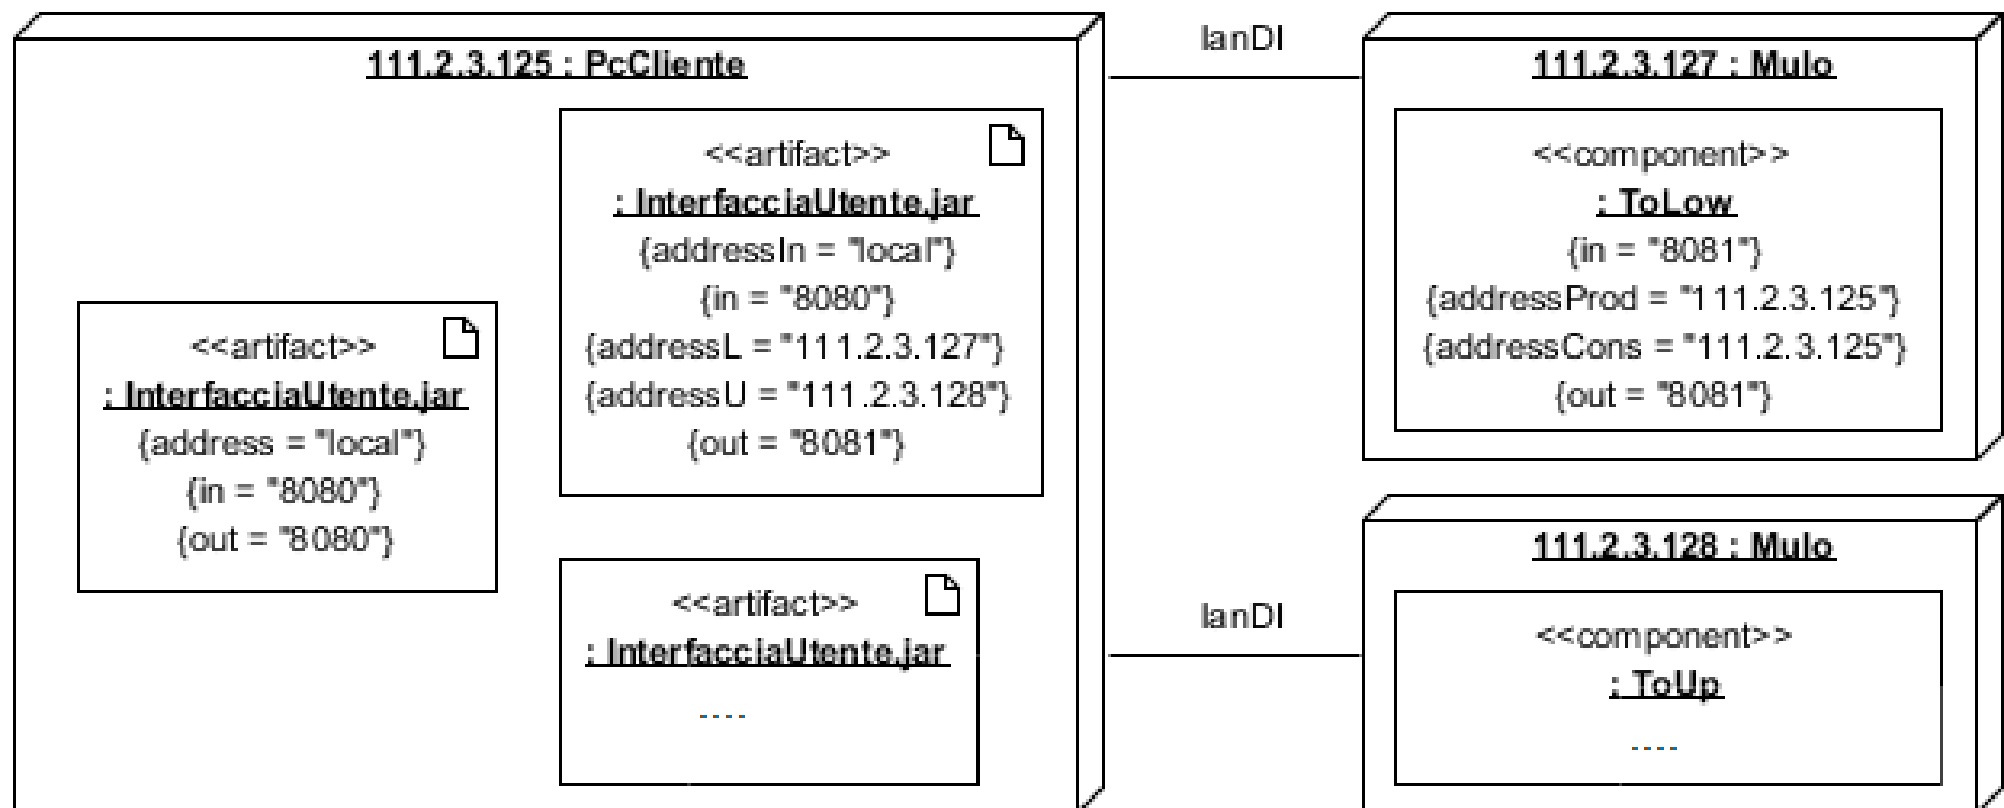 111.2.3.125 : PcCliente
<<artifact>>
: InterfacciaUtente.jar
{address = "local"}
{in = "8080"}
{out = "8080"}
<<artifact>>
: InterfacciaUtente.jar
{addressIn = "local"}
{in = "8080"}
{addressL = "111.2.3.127"}
{addressU = "111.2.3.128"}
{out = "8081"}
<<artifact>>
: InterfacciaUtente.jar
....
lanDI
lanDI
111.2.3.127 : Mulo
<<component>>
: ToLow
{in = "8081"}
{addressProd = "111.2.3.125"}
{addressCons = "111.2.3.125"}
{out = "8081"}
111.2.3.128 : Mulo
<<component>>
: ToUp
....